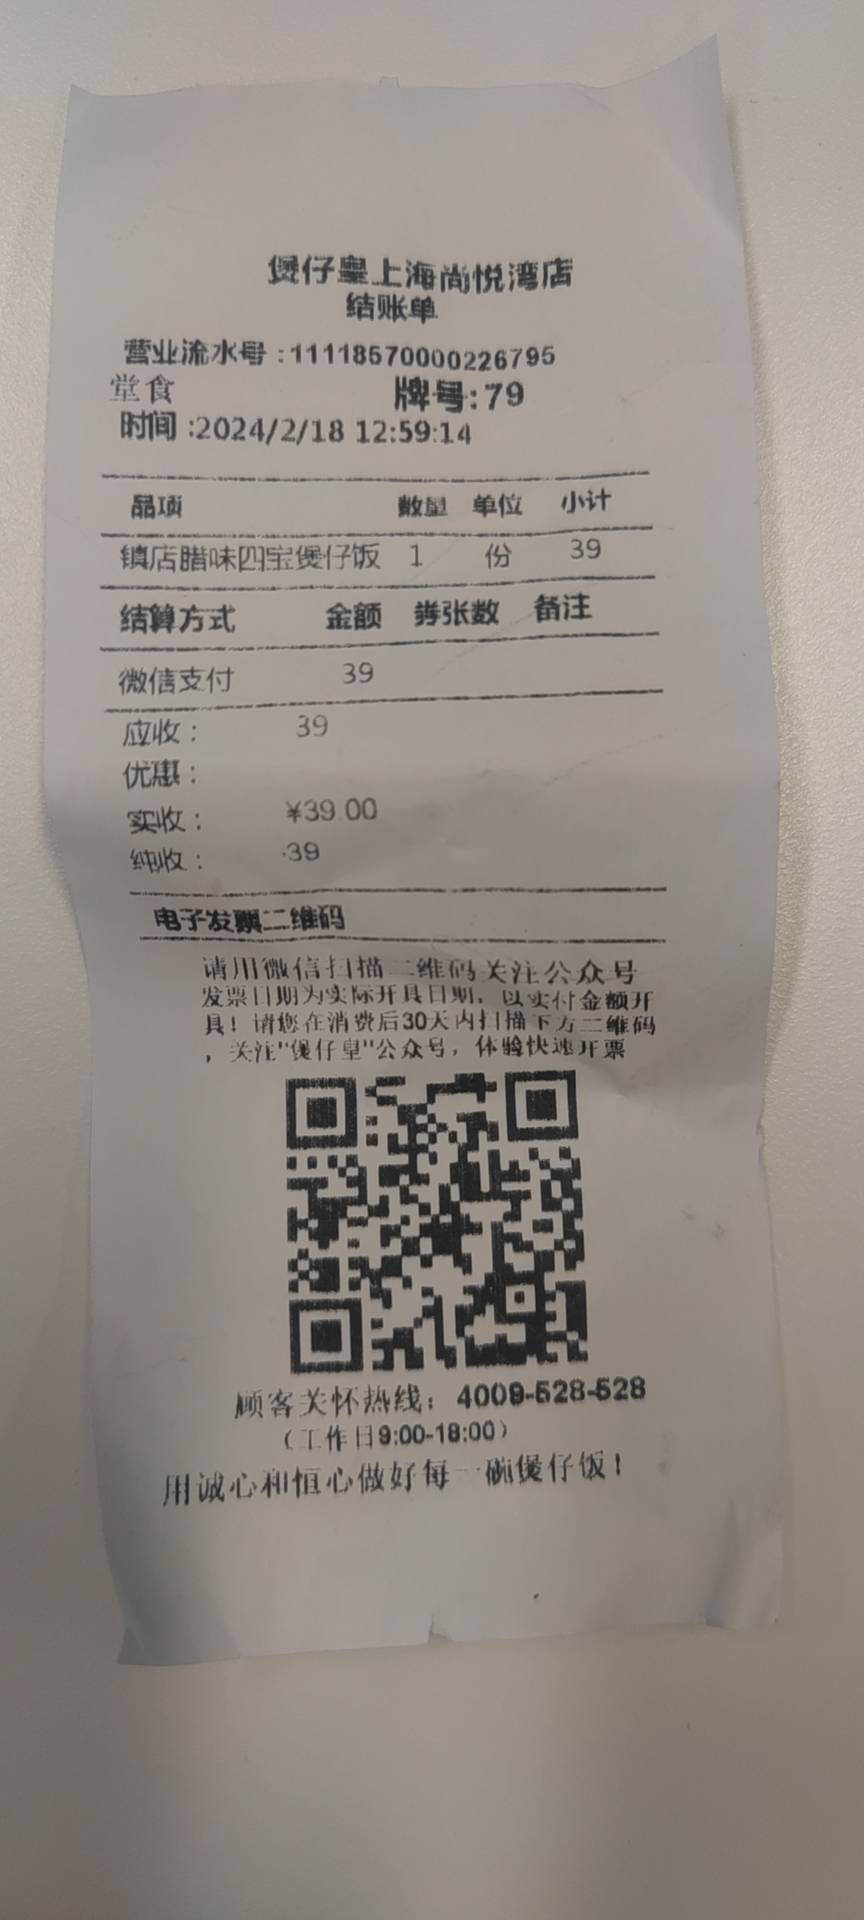 煲仔皇上海尚悦湾店
结账单
营业流水号:11118570000226795
堂食 牌号:79
时间:2024/2/18 12:59:14
品项 数量 单位 小计
镇店腊味四宝煲仔饭 1 份 39
结算方式 金额 券张数 备注
微信支付 39
应收: 39
优惠:
实收: ¥39.00
纯收: 39
电子发票二维码
请用微信扫描二维码关注公众号
发票日期为实际开具日期，以实付金额开
具！请您在消费后30天内扫描下方二维码
，关注"煲仔皇"公众号，体验快速开票
顾客关怀热线：4009-528-528
（工作日9:00-18:00）
用诚心和恒心做好每一碗煲仔饭！